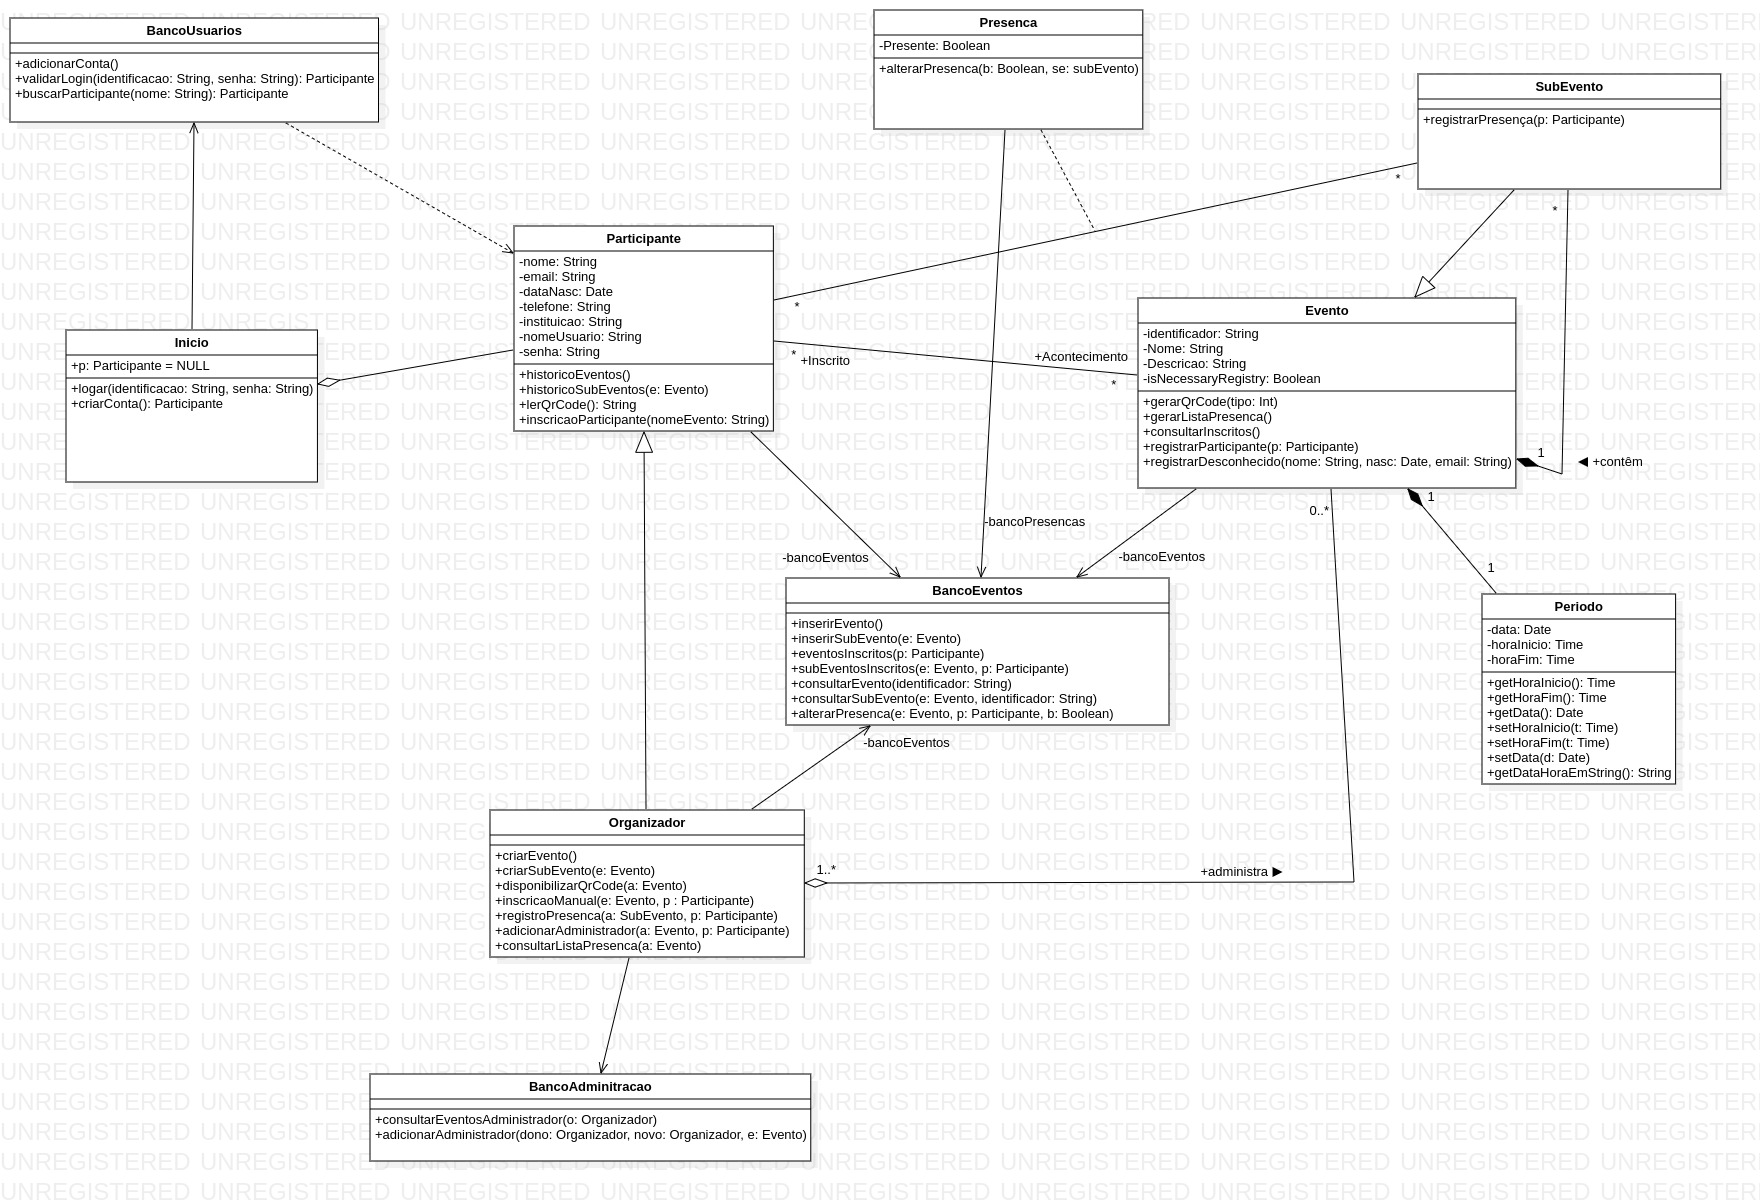 BancoUsuarios
+adicionarConta()
+validarLogin(identificacao: String, senha: String): Participante
+buscarParticipante(nome: String): Participante
Presenca
-Presente: Boolean
+alterarPresenca(b: Boolean, se: subEvento)
SubEvento
+registrarPresença(p: Participante)
*
*
Participante
-nome: String
-email: String
-dataNasc: Date
-telefone: String
-instituicao: String
-nomeUsuario: String
-senha: String
+historicoEventos()
+historicoSubEventos(e: Evento)
+lerQrCode(): String
+inscricaoParticipante(nomeEvento: String)
*
* +Inscrito
+Acontecimento
*
Inicio
+p: Participante = NULL
+logar(identificacao: String, senha: String)
+criarConta(): Participante
Evento
-identificador: String
-Nome: String
-Descricao: String
-isNecessaryRegistry: Boolean
+gerarQrCode(tipo: Int)
+gerarListaPresenca()
+consultarInscritos()
+registrarParticipante(p: Participante)
+registrarDesconhecido(nome: String, nasc: Date, email: String)
1
◀ +contêm
1
0..*
-bancoPresencas
-bancoEventos
-bancoEventos
1
BancoEventos
+inserirEvento()
+inserirSubEvento(e: Evento)
+eventosInscritos(p: Participante)
+subEventosInscritos(e: Evento, p: Participante)
+consultarEvento(identificador: String)
+consultarSubEvento(e: Evento, identificador: String)
+alterarPresenca(e: Evento, p: Participante, b: Boolean)
-bancoEventos
Periodo
-data: Date
-horaInicio: Time
-horaFim: Time
+getHoraInicio(): Time
+getHoraFim(): Time
+getData(): Date
+setHoraInicio(t: Time)
+setHoraFim(t: Time)
+setData(d: Date)
+getDataHoraEmString(): String
Organizador
+criarEvento()
+criarSubEvento(e: Evento)
+disponibilizarQrCode(a: Evento)
+inscricaoManual(e: Evento, p : Participante)
+registroPresenca(a: SubEvento, p: Participante)
+adicionarAdministrador(a: Evento, p: Participante)
+consultarListaPresenca(a: Evento)
1..*
+administra ▶
BancoAdminitracao
+consultarEventosAdministrador(o: Organizador)
+adicionarAdministrador(dono: Organizador, novo: Organizador, e: Evento)
UNREGISTERED